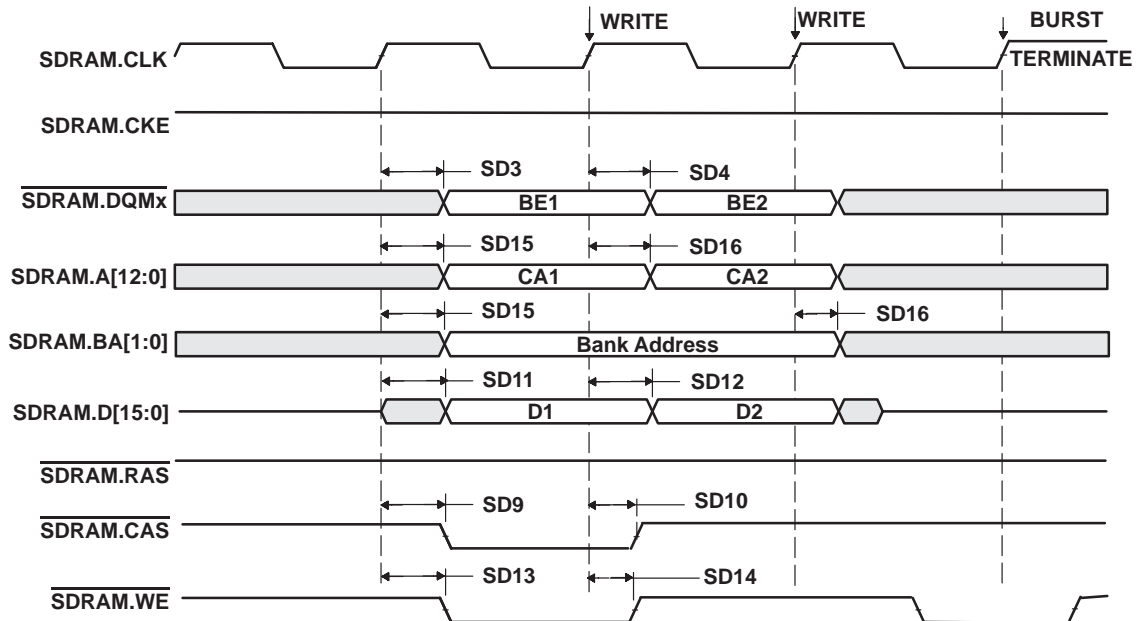 WRITE WRITE BURST
SDRAM.CLK TERMINATE
SDRAM.CKE
SD3 SD4
SDRAM.DQMx BE1 BE2
SD15 SD16
SDRAM.A[12:0] CA1 CA2
SD15 SD16
SDRAM.BA[1:0] Bank Address
SD11 SD12
SDRAM.D[15:0] D1 D2
SDRAM.RAS
SD9 SD10
SDRAM.CAS
SD13 SD14
SDRAM.WE